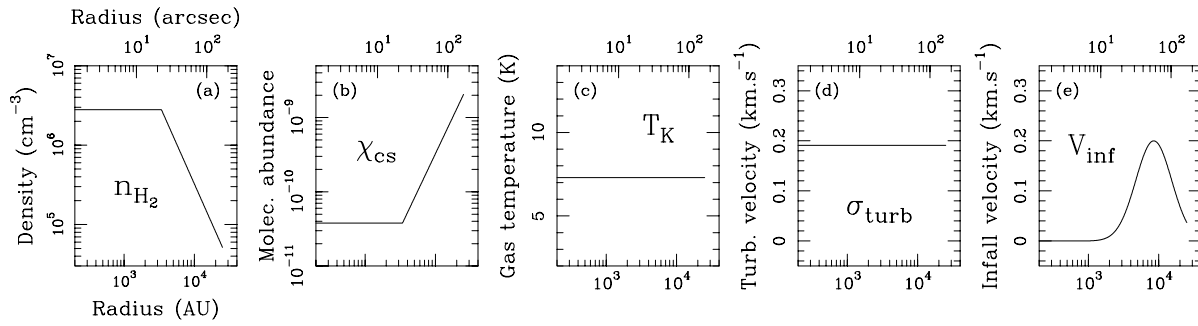 Radius (arcsec)
10¹ 10² 10¹ 10² 10¹ 10² 10¹ 10² 10¹ 10²
Density (cm⁻³)
10⁷
10⁶
10⁵
(a)
n_H₂
10³ 10⁴
Radius (AU)
Molec. abundance
10⁻⁹
10⁻¹⁰
10⁻¹¹
(b)
χ_cs
10³ 10⁴
Gas temperature (K)
10
5
(c)
T_K
10³ 10⁴
Turb. velocity (km.s⁻¹)
0.3
0.2
0.1
0
(d)
σ_turb
10³ 10⁴
Infall velocity (km.s⁻¹)
0.3
0.2
0.1
0
(e)
V_inf
10³ 10⁴